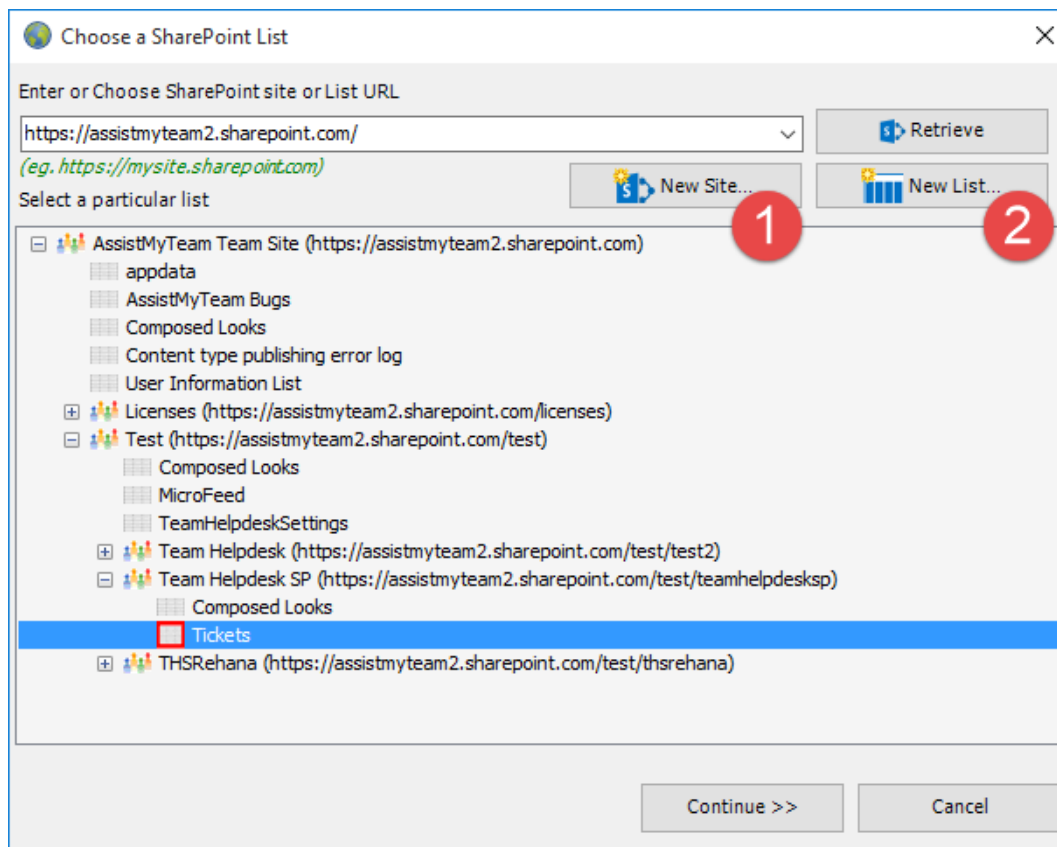 Choose a SharePoint List
Enter or Choose SharePoint site or List URL
https://assistmyteam2.sharepoint.com/
Retrieve
(eg. https://mysite.sharepoint.com)
New Site...
New List...
Select a particular list
1
2
AssistMyTeam Team Site (https://assistmyteam2.sharepoint.com)
appdata
AssistMyTeam Bugs
Composed Looks
Content type publishing error log
User Information List
Licenses (https://assistmyteam2.sharepoint.com/licenses)
Test (https://assistmyteam2.sharepoint.com/test)
Composed Looks
MicroFeed
TeamHelpdeskSettings
Team Helpdesk (https://assistmyteam2.sharepoint.com/test/test2)
Team Helpdesk SP (https://assistmyteam2.sharepoint.com/test/teamhelpdesksp)
Composed Looks
Tickets
THSRehana (https://assistmyteam2.sharepoint.com/test/thsrehana)
Continue >>
Cancel